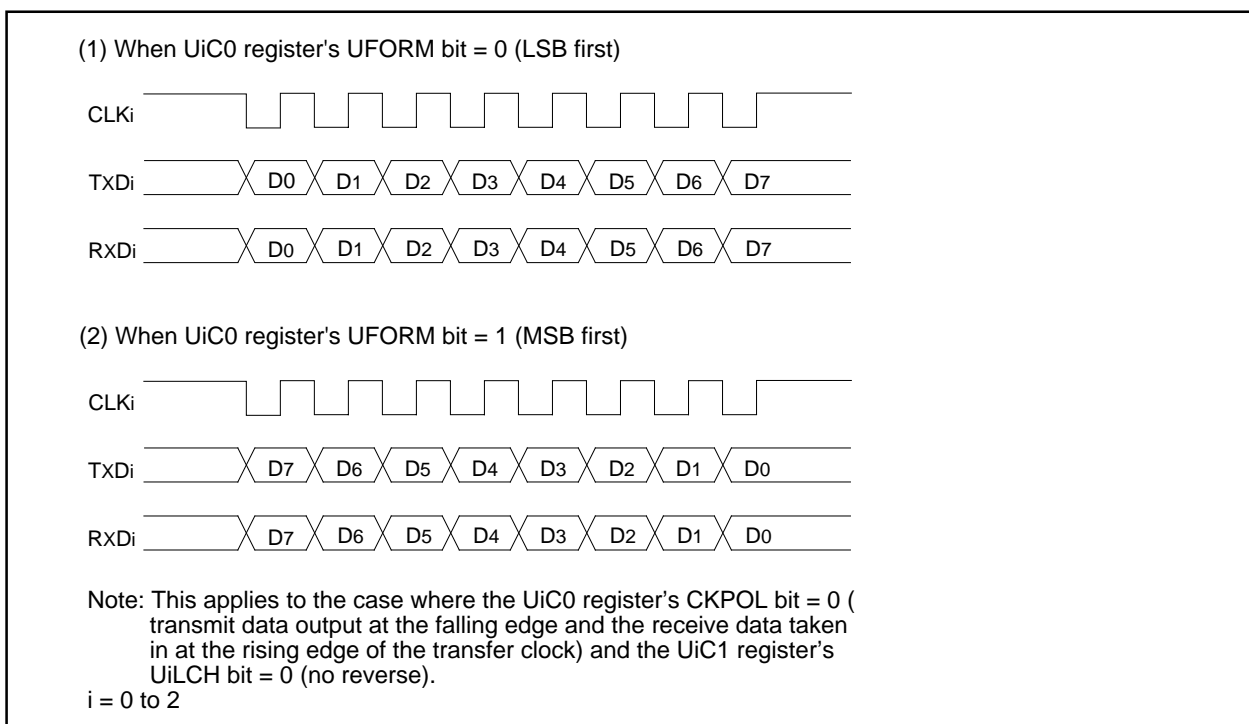 (1) When UiC0 register's UFORM bit = 0 (LSB first)
CLKi
TXDi D0 D1 D2 D3 D4 D5 D6 D7
RXDi D0 D1 D2 D3 D4 D5 D6 D7
(2) When UiC0 register's UFORM bit = 1 (MSB first)
CLKi
TXDi D7 D6 D5 D4 D3 D2 D1 D0
RXDi D7 D6 D5 D4 D3 D2 D1 D0
Note: This applies to the case where the UiC0 register’s CKPOL bit = 0 (
transmit data output at the falling edge and the receive data taken
in at the rising edge of the transfer clock) and the UiC1 register’s
UiLCH bit = 0 (no reverse).
i = 0 to 2